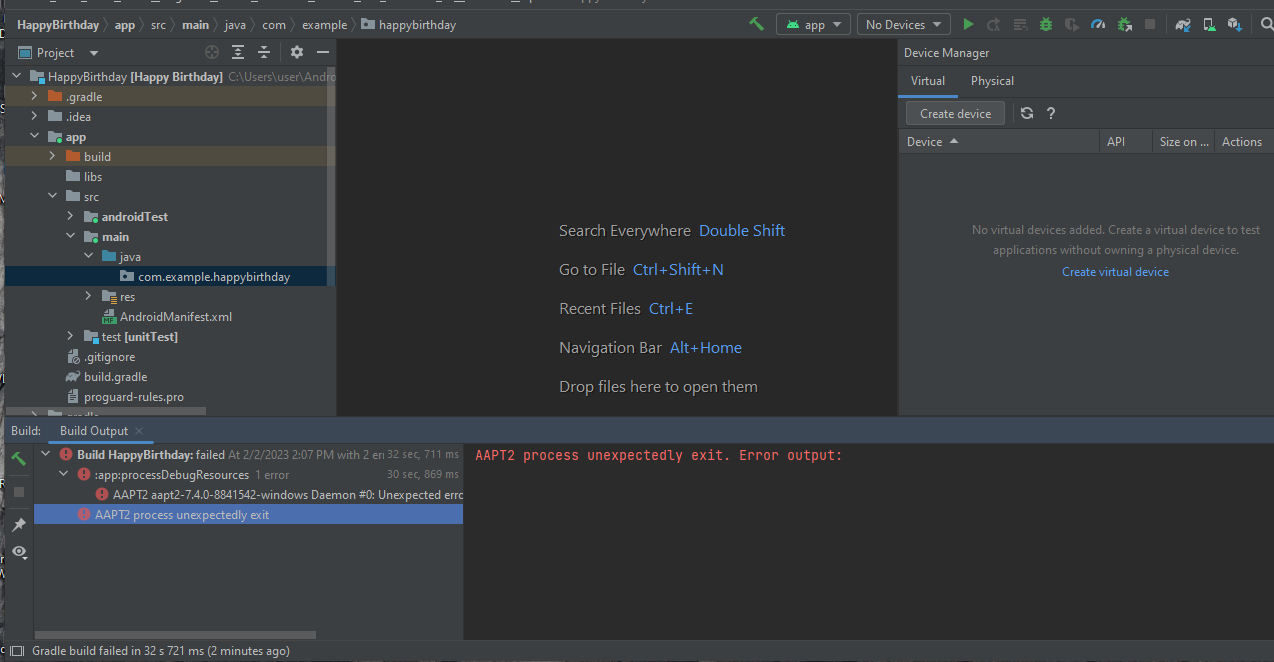 HappyBirthday app src main java com example happybirthday
app No Devices
Project
Device Manager
HappyBirthday [Happy Birthday] C:\Users\user\Andro
Virtual Physical
.gradle
.idea
Create device ?
app
Device API Size on ... Actions
build
libs
src
androidTest
Search Everywhere Double Shift
No virtual devices added. Create a virtual device to test
main
applications without owning a physical device.
java
Go to File Ctrl+Shift+N
Create virtual device
com.example.happybirthday
res
Recent Files Ctrl+E
AndroidManifest.xml
test [unitTest]
Navigation Bar Alt+Home
.gitignore
build.gradle
Drop files here to open them
proguard-rules.pro
gradle
Build: Build Output
Build HappyBirthday: failed At 2/2/2023 2:07 PM with 2 en 32 sec, 711 ms
AAPT2 process unexpectedly exit. Error output:
:app:processDebugResources 1 error 30 sec, 869 ms
AAPT2 aapt2-7.4.0-8841542-windows Daemon #0: Unexpected erro
AAPT2 process unexpectedly exit
Gradle build failed in 32 s 721 ms (2 minutes ago)